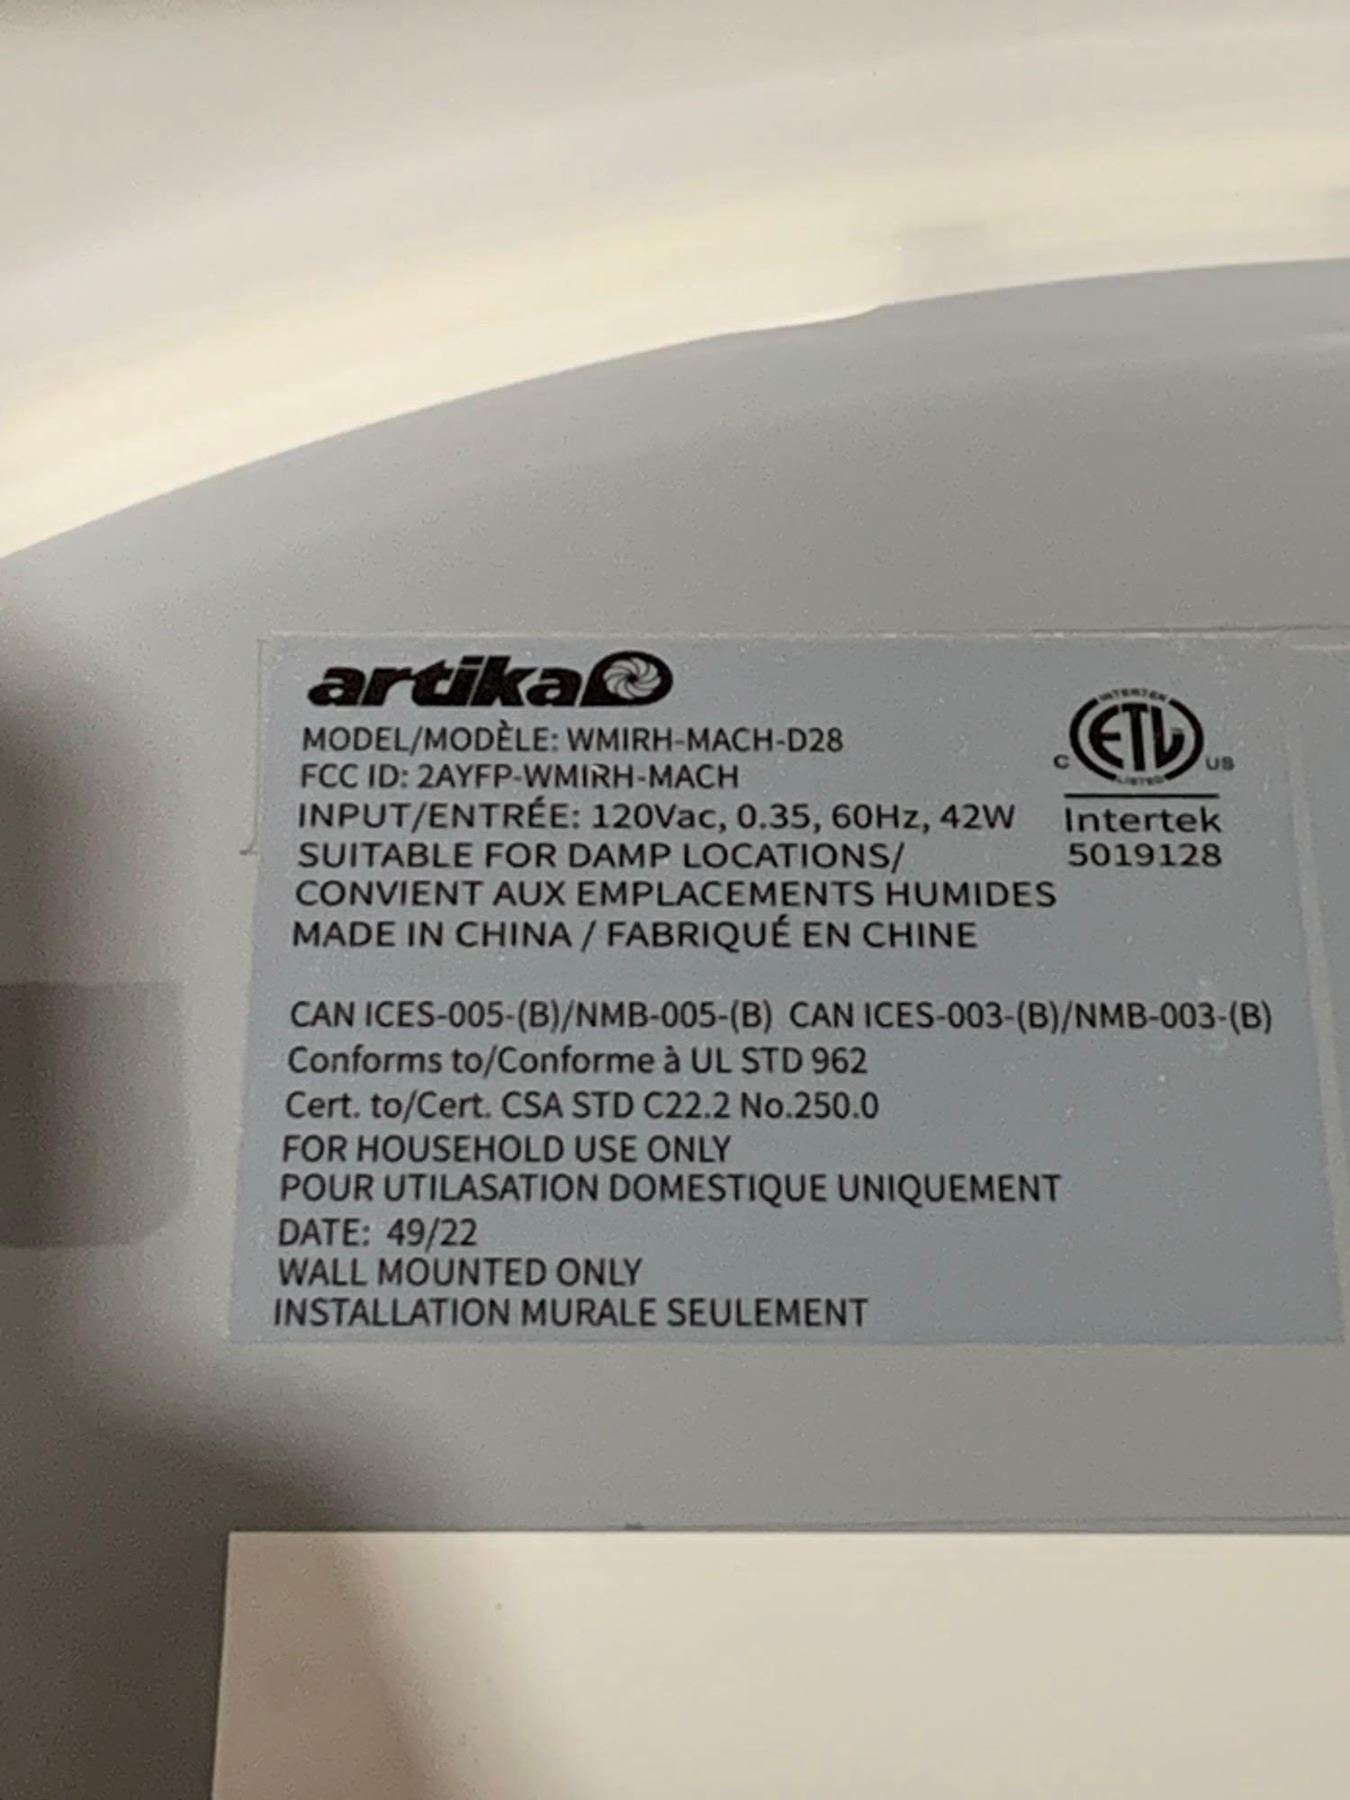 artika
MODEL/MODÈLE: WMIRH-MACH-D28
FCC ID: 2AYFP-WMIRH-MACH
INPUT/ENTRÉE: 120Vac, 0.35, 60Hz, 42W
SUITABLE FOR DAMP LOCATIONS/
CONVIENT AUX EMPLACEMENTS HUMIDES
MADE IN CHINA / FABRIQUÉ EN CHINE
INTERTEK
C ETL US
LISTED
Intertek
5019128
CAN ICES-005-(B)/NMB-005-(B) CAN ICES-003-(B)/NMB-003-(B)
Conforms to/Conforme à UL STD 962
Cert. to/Cert. CSA STD C22.2 No.250.0
FOR HOUSEHOLD USE ONLY
POUR UTILASATION DOMESTIQUE UNIQUEMENT
DATE: 49/22
WALL MOUNTED ONLY
INSTALLATION MURALE SEULEMENT